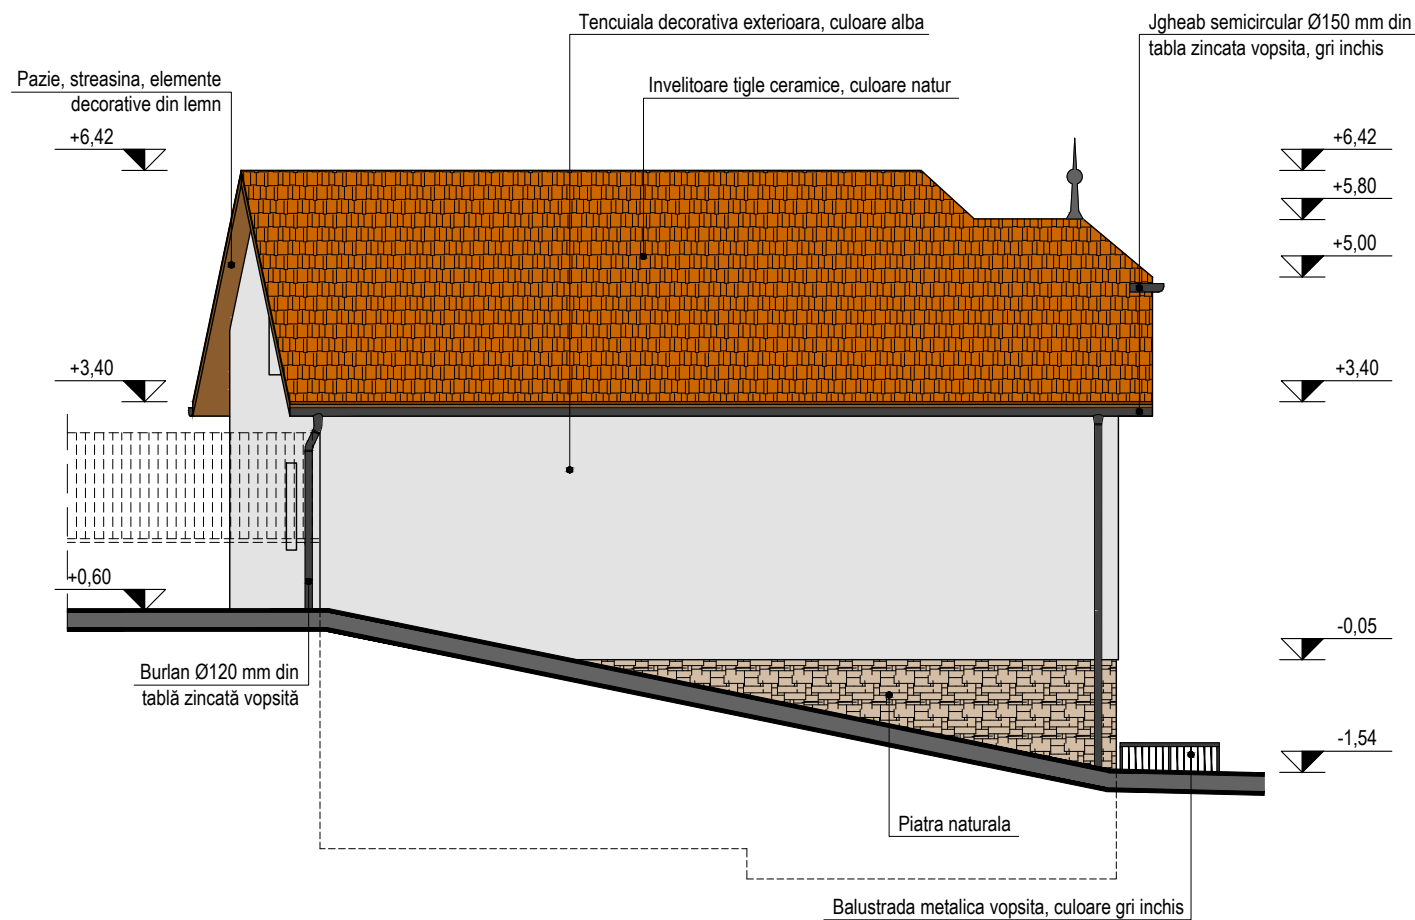 Tencuiala decorativa exterioara, culoare alba
Jgheab semicircular Ø150 mm din
tabla zincata vopsita, gri inchis
Pazie, streasina, elemente
decorative din lemn
Invelitoare tigle ceramice, culoare natur
+6,42
+6,42
+5,80
+5,00
+3,40
+3,40
+0,60
-0,05
Burlan Ø120 mm din
tablă zincată vopsită
-1,54
Piatra naturala
Balustrada metalica vopsita, culoare gri inchis